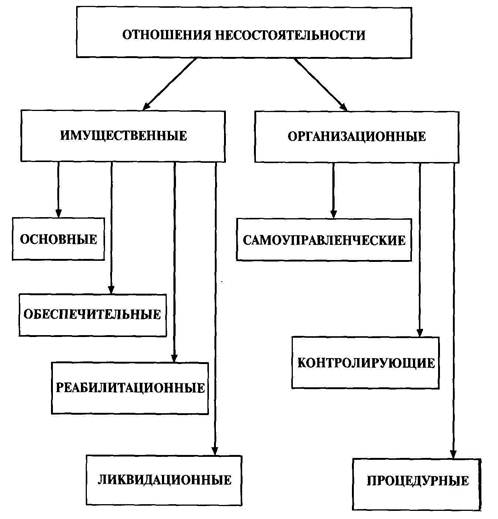 ОТНОШЕНИЯ НЕСОСТОЯТЕЛЬНОСТИ
ИМУЩЕСТВЕННЫЕ
ОРГАНИЗАЦИОННЫЕ
ОСНОВНЫЕ
САМОУПРАВЛЕНЧЕСКИЕ
ОБЕСПЕЧИТЕЛЬНЫЕ
КОНТРОЛИРУЮЩИЕ
РЕАБИЛИТАЦИОННЫЕ
ЛИКВИДАЦИОННЫЕ
ПРОЦЕДУРНЫЕ